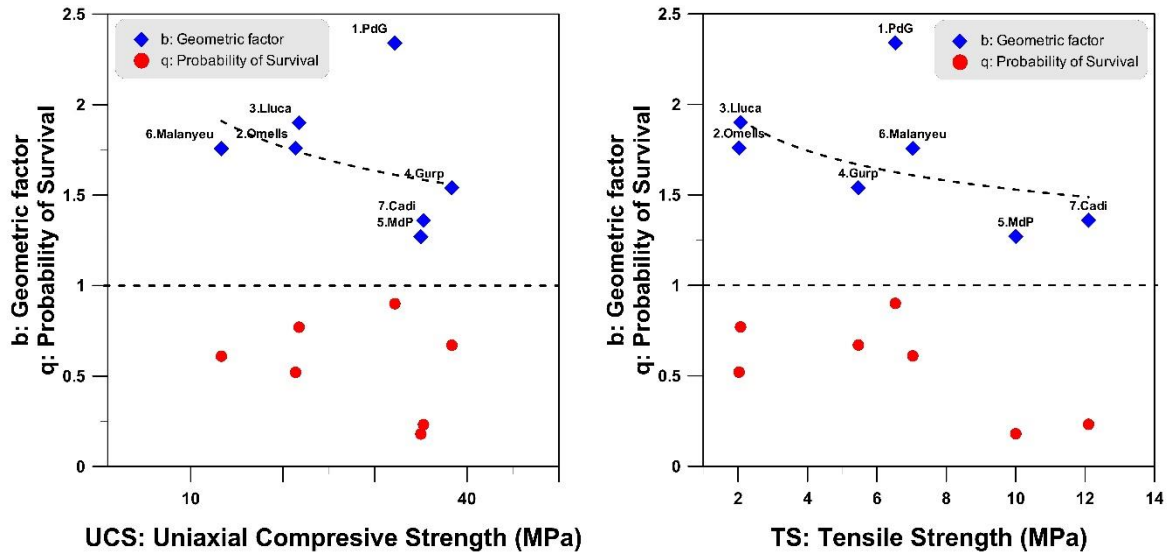 2.5
2
1.5
1
0.5
0
b: Geometric factor
q: Probability of Survival
b: Geometric factor
q: Probability of Survival
1.PdG
3.Lluca
6.Malanyeu
2.Omells
4.Gurp
7.Cadi
5.MdP
10
40
UCS: Uniaxial Compresive Strength (MPa)
2.5
2
1.5
1
0.5
0
b: Geometric factor
q: Probability of Survival
b: Geometric factor
q: Probability of Survival
1.PdG
3.Lluca
2.Omells
6.Malanyeu
4.Gurp
7.Cadi
5.MdP
2
4
6
8
10
12
14
TS: Tensile Strength (MPa)